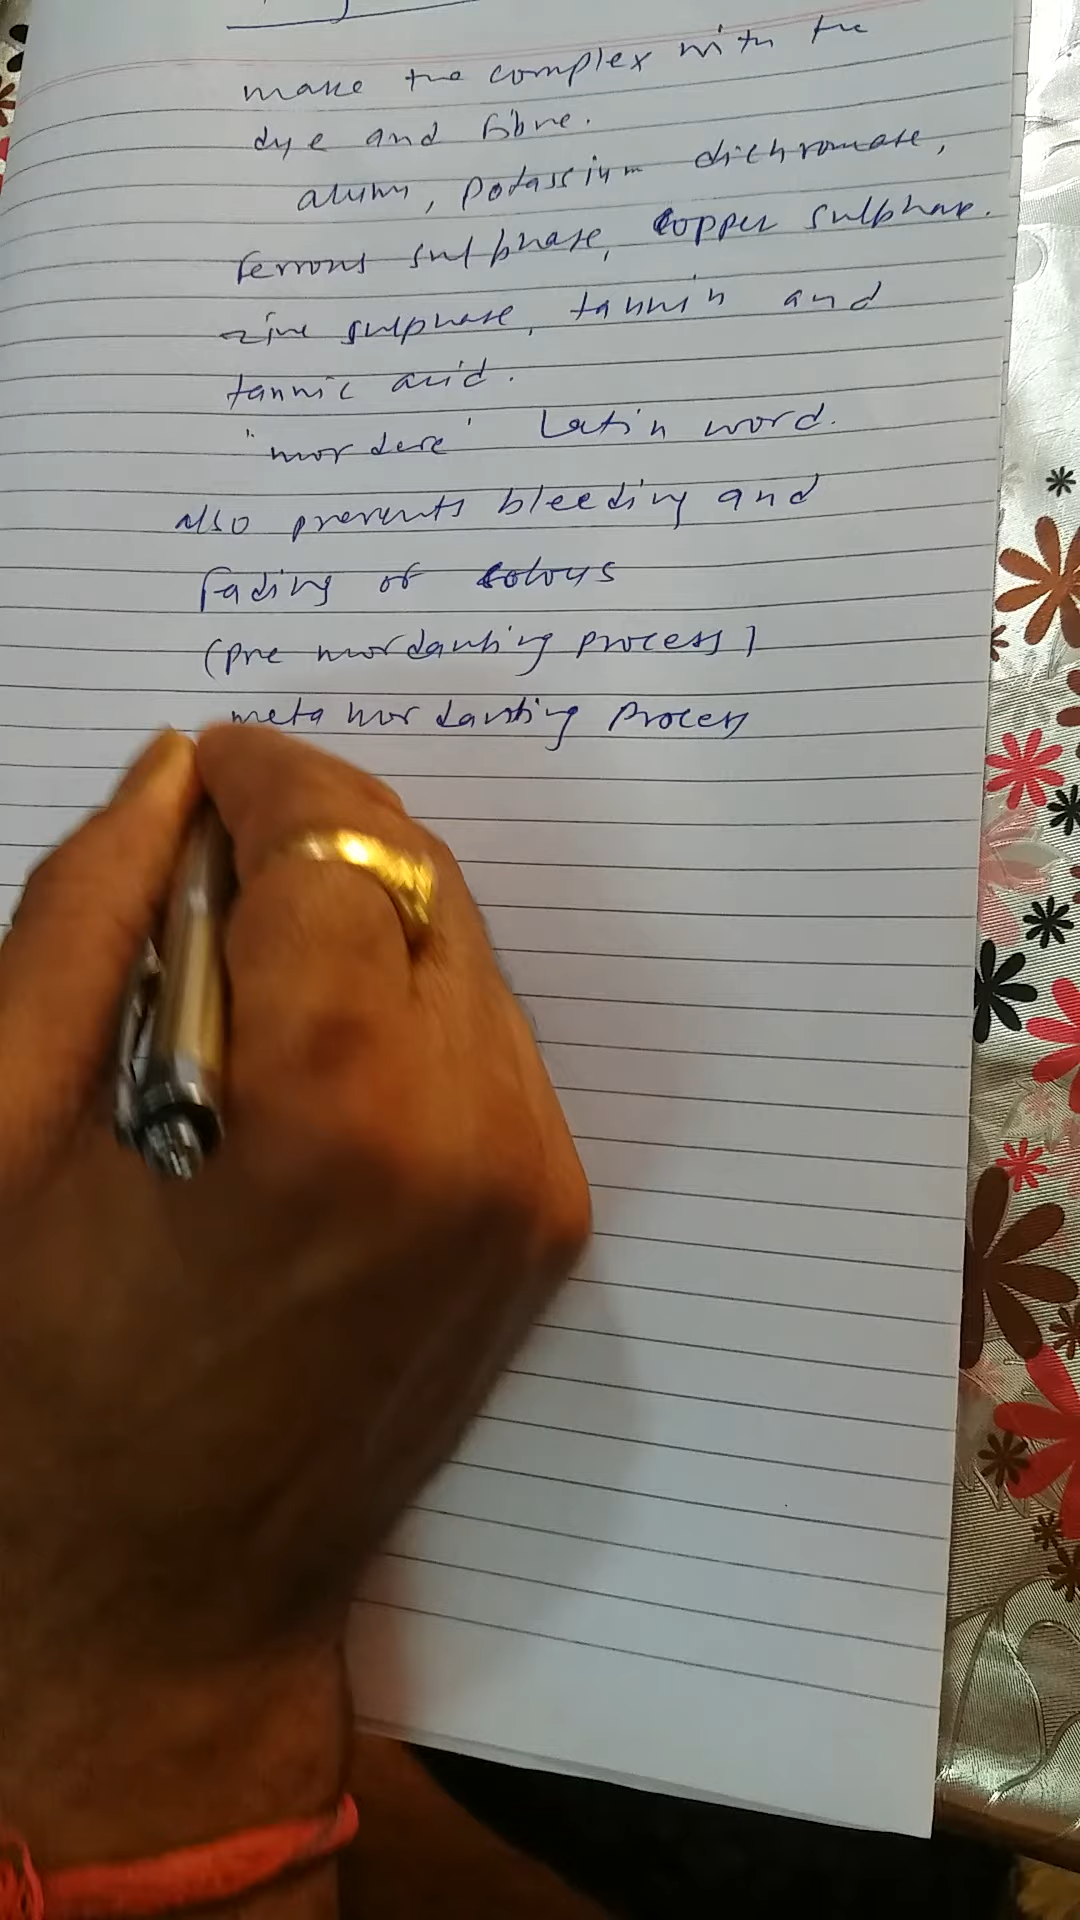 make the complex with the
dye and fibre.
alum, potassium dichromate,
ferrous sulphate, copper sulphate.
zinc sulphate, tannin and
tannic acid.
"mordere' Latin word.
also prevents bleeding and
fading of colours
(pre mordanting process)
meta mordanting process